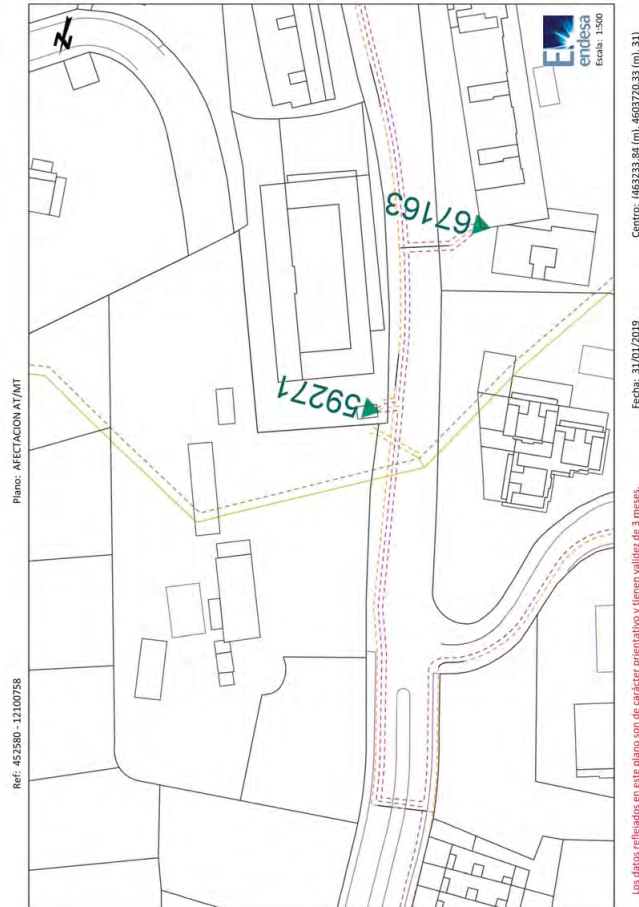 Ref: 452580 - 12100758
Plano: AFECTACION AT/MT
N
endesa
Escala: 1:500
67163
59271
Los datos reflejados en este plano son de carácter orientativo y tienen validez de 3 meses.
Fecha: 31/01/2019
Centro: (463233.84 (m), 4603720.33 (m), 31)